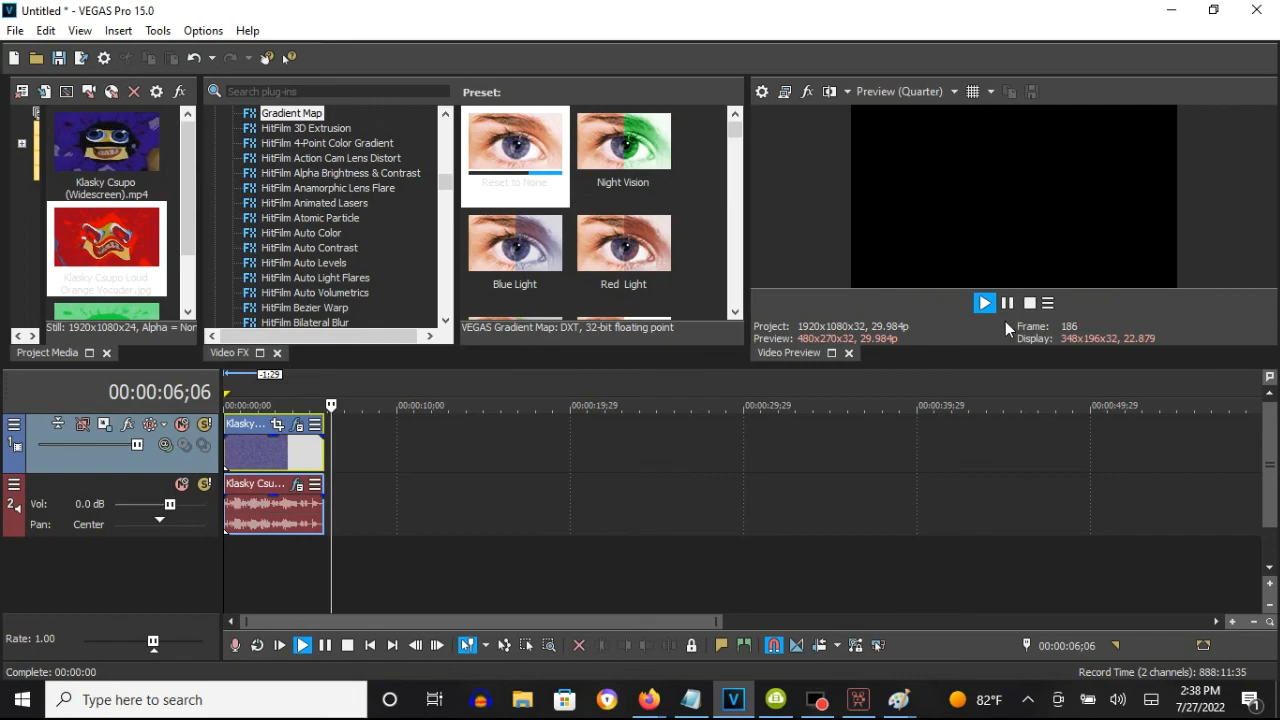 Untitled * - VEGAS Pro 15.0
File Edit View Insert Tools Options Help
Search plug-ins
Preset:
Preview (Quarter)
Gradient Map
HitFilm 3D Extrusion
HitFilm 4-Point Color Gradient
HitFilm Action Cam Lens Distort
HitFilm Alpha Brightness & Contrast
HitFilm Anamorphic Lens Flare
HitFilm Animated Lasers
HitFilm Atomic Particle
HitFilm Auto Color
HitFilm Auto Contrast
HitFilm Auto Levels
HitFilm Auto Light Flares
HitFilm Auto Volumetrics
HitFilm Bezier Warp
HitFilm Bilateral Blur
Klasky Csupo
(Widescreen).mp4
Klasky Csupo Loud
Orange Vocoder.jpg
Still: 1920x1080x24, Alpha = Non
Reset to None
Night Vision
Blue Light
Red Light
VEGAS Gradient Map: DXT, 32-bit floating point
Project: 1920x1080x32, 29.984p
Preview: 480x270x32, 29.984p
Frame: 186
Display: 348x196x32, 22.879
Project Media
Video FX
Video Preview
00:00:06;06
-1:29
00:00:00;00
00:00:10;00
00:00:19;29
00:00:29;29
00:00:39;29
00:00:49;29
1
Klasky...
2
Vol: 0.0 dB
Pan: Center
Klasky Csu...
Rate: 1.00
00:00:06;06
Complete: 00:00:00
Record Time (2 channels): 888:11:35
Type here to search
82°F
2:38 PM
7/27/2022
1